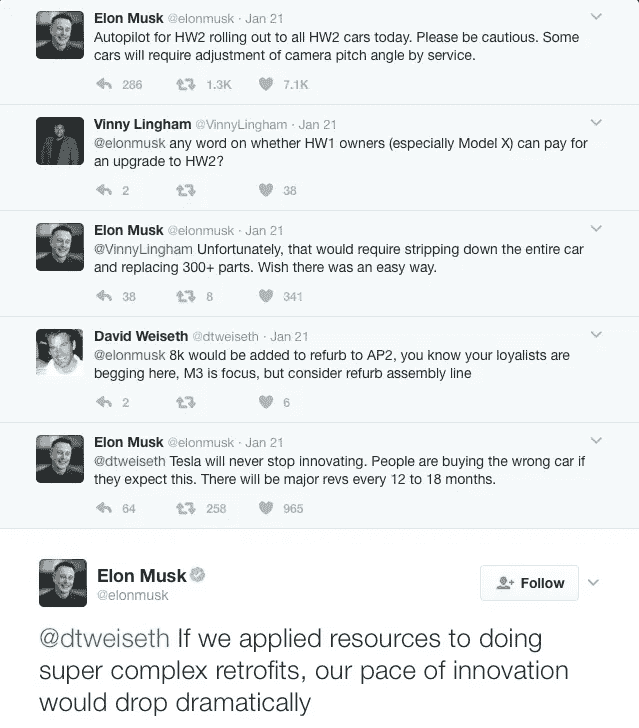 Elon Musk @elonmusk · Jan 21
Autopilot for HW2 rolling out to all HW2 cars today. Please be cautious. Some
cars will require adjustment of camera pitch angle by service.
286 1.3K 7.1K
Vinny Lingham @VinnyLingham · Jan 21
@elonmusk any word on whether HW1 owners (especially Model X) can pay for
an upgrade to HW2?
2 38
Elon Musk @elonmusk · Jan 21
@VinnyLingham Unfortunately, that would require stripping down the entire car
and replacing 300+ parts. Wish there was an easy way.
38 8 341
David Weiseth @dtweiseth · Jan 21
@elonmusk 8k would be added to refurb to AP2, you know your loyalists are
begging here, M3 is focus, but consider refurb assembly line
2 6
Elon Musk @elonmusk · Jan 21
@dtweiseth Tesla will never stop innovating. People are buying the wrong car if
they expect this. There will be major revs every 12 to 18 months.
64 258 965
Elon Musk
@elonmusk
Follow
@dtweiseth If we applied resources to doing
super complex retrofits, our pace of innovation
would drop dramatically